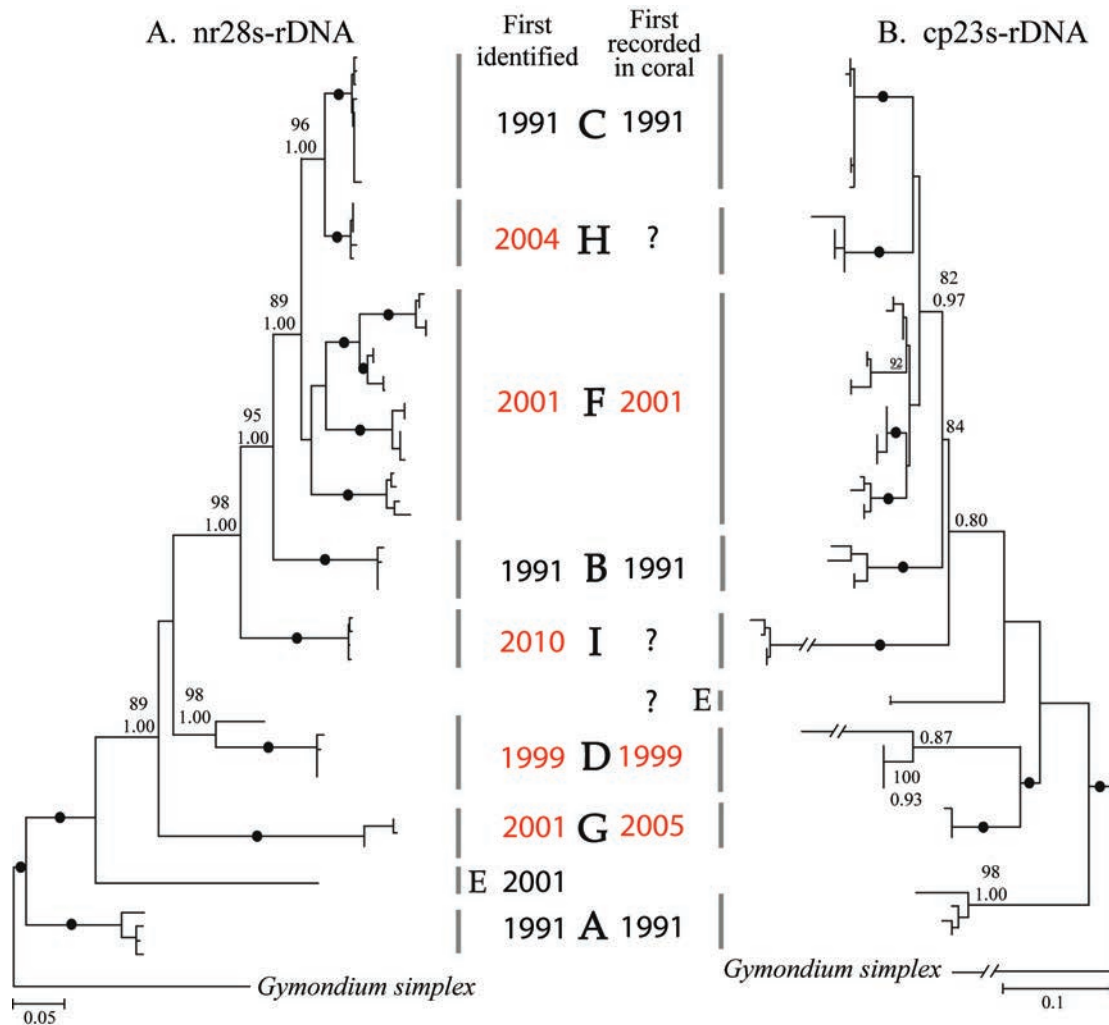 A. nr28s-rDNA
First
identified
First
recorded
in coral
B. cp23s-rDNA
1991 C 1991
96
1.00
2004 H ?
82
0.97
89
1.00
2001 F 2001
92
95
1.00
84
98
1.00
0.80
1991 B 1991
2010 I ?
? E
98
1.00
89
1.00
1999 D 1999
0.87
100
0.93
2001 G 2005
E 2001
98
1.00
1991 A 1991
Gymondium simplex
Gymondium simplex
0.05
0.1